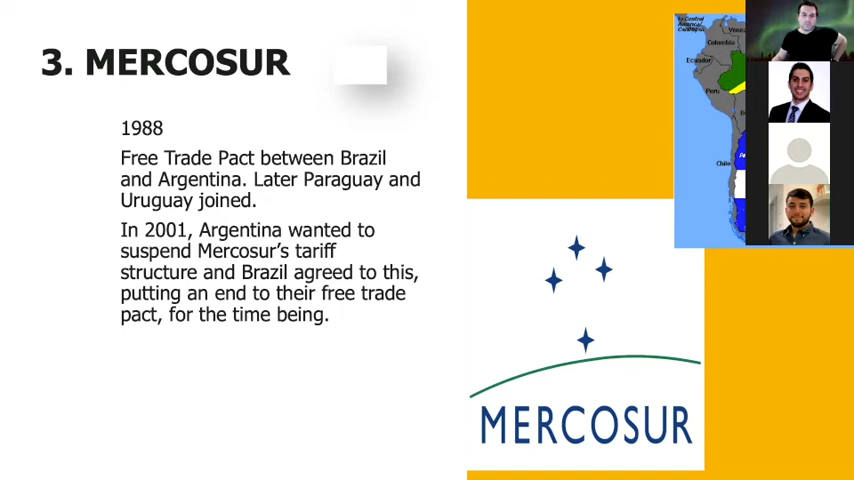 3. MERCOSUR
1988
Free Trade Pact between Brazil
and Argentina. Later Paraguay and
Uruguay joined.
In 2001, Argentina wanted to
suspend Mercosur's tariff
structure and Brazil agreed to this,
putting an end to their free trade
pact, for the time being.
MERCOSUR
Colombia
Ecuador
Peru
Chile